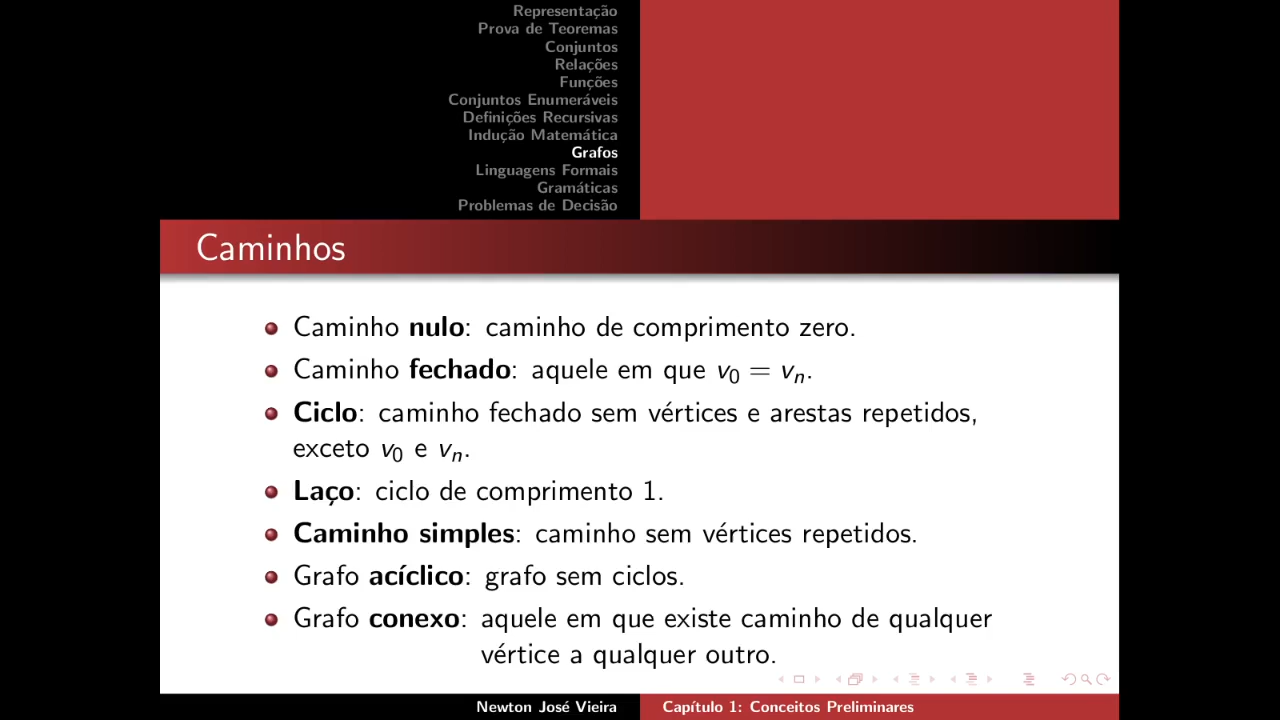 Representação
Prova de Teoremas
Conjuntos
Relações
Funções
Conjuntos Enumeráveis
Definições Recursivas
Indução Matemática
Grafos
Linguagens Formais
Gramáticas
Problemas de Decisão
Caminhos
Caminho nulo: caminho de comprimento zero.
Caminho fechado: aquele em que v₀ = vₙ.
Ciclo: caminho fechado sem vértices e arestas repetidos,
exceto v₀ e vₙ.
Laço: ciclo de comprimento 1.
Caminho simples: caminho sem vértices repetidos.
Grafo acíclico: grafo sem ciclos.
Grafo conexo: aquele em que existe caminho de qualquer
vértice a qualquer outro.
Newton José Vieira
Capítulo 1: Conceitos Preliminares